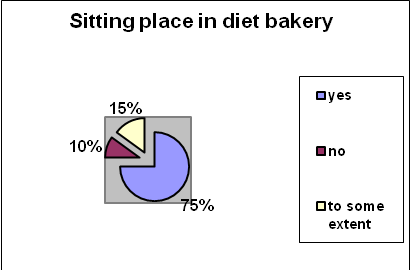 Sitting place in diet bakery
15%
10%
75%
yes
no
to some
extent